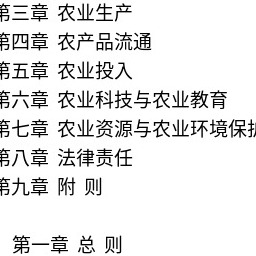 第三章 农业生产
第四章 农产品流通
第五章 农业投入
第六章 农业科技与农业教育
第七章 农业资源与农业环境保护
第八章 法律责任
第九章 附 则
第一章 总 则